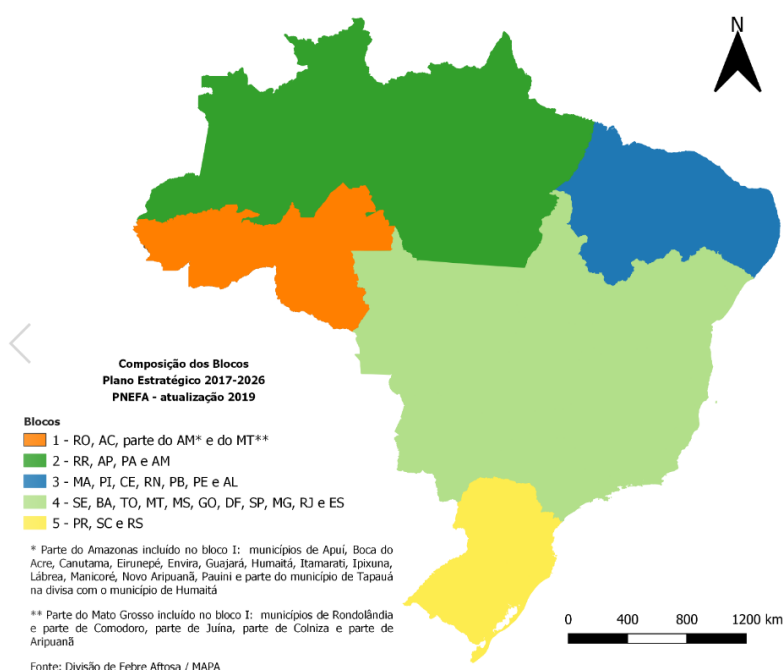 N
Composição dos Blocos
Plano Estratégico 2017-2026
PNEFA - atualização 2019
Blocos
1 - RO, AC, parte do AM* e do MT**
2 - RR, AP, PA e AM
3 - MA, PI, CE, RN, PB, PE e AL
4 - SE, BA, TO, MT, MS, GO, DF, SP, MG, RJ e ES
5 - PR, SC e RS
* Parte do Amazonas incluído no bloco I: municípios de Apuí, Boca do
Acre, Canutama, Eirunepé, Envira, Guajará, Humaitá, Itamarati, Ipixuna,
Lábrea, Manicoré, Novo Aripuanã, Pauini e parte do município de Tapauá
na divisa com o município de Humaitá
** Parte do Mato Grosso incluído no bloco I: municípios de Rondolândia
e parte de Comodoro, parte de Juína, parte de Colniza e parte de
Aripuanã
Fonte: Divisão de Febre Aftosa / MAPA
0 400 800 1200 km